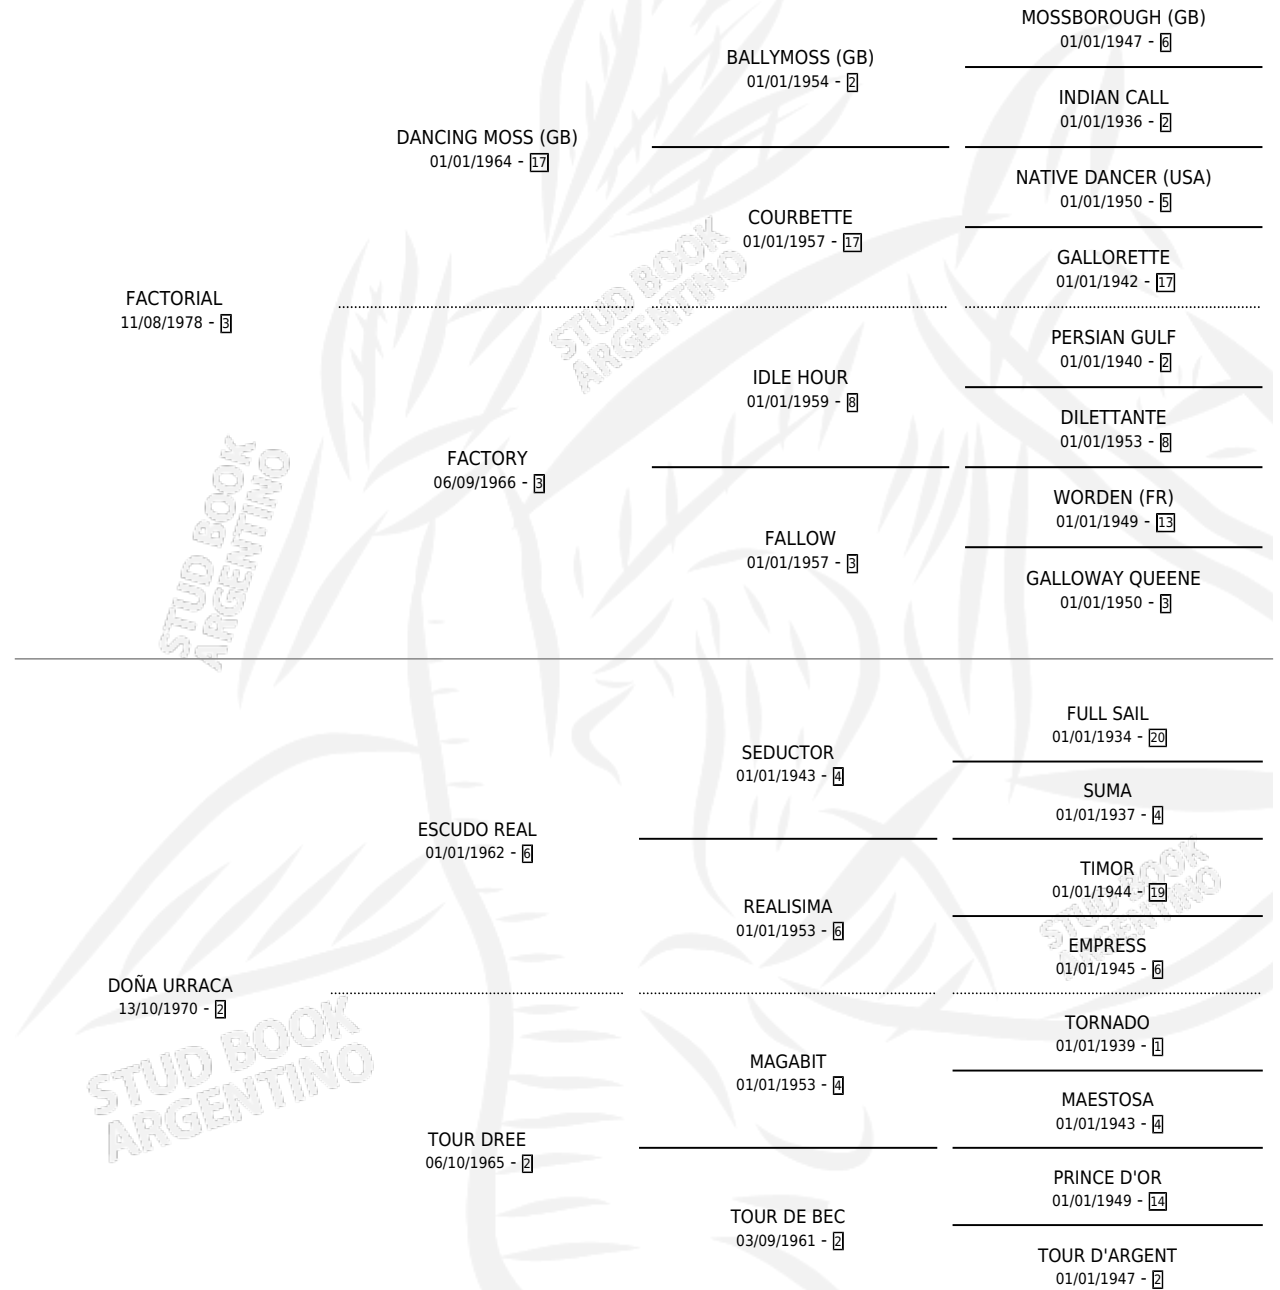 MOSSBOROUGH (GB)
01/01/1947 - 6
BALLYMOSS (GB)
01/01/1954 - 2
INDIAN CALL
01/01/1936 - 2
DANCING MOSS (GB)
01/01/1964 - 17
NATIVE DANCER (USA)
01/01/1950 - 5
COURBETTE
01/01/1957 - 17
GALLORETTE
01/01/1942 - 17
FACTORIAL
11/08/1978 - 3
STUD BOOK
ARGENTINO
PERSIAN GULF
01/01/1940 - 2
IDLE HOUR
01/01/1959 - 8
DILETTANTE
01/01/1953 - 8
FACTORY
06/09/1966 - 3
WORDEN (FR)
01/01/1949 - 13
FALLOW
01/01/1957 - 3
GALLOWAY QUEENE
01/01/1950 - 3
STUD BOOK
ARGENTINO
FULL SAIL
01/01/1934 - 20
SEDUCTOR
01/01/1943 - 4
SUMA
01/01/1937 - 4
ESCUDO REAL
01/01/1962 - 6
TIMOR
01/01/1944 - 19
REALISIMA
01/01/1953 - 6
STUD BOOK
ARGENTINO
EMPRESS
01/01/1945 - 6
DOÑA URRACA
13/10/1970 - 2
TORNADO
01/01/1939 - 1
MAGABIT
01/01/1953 - 4
STUD BOOK
ARGENTINO
MAESTOSA
01/01/1943 - 4
TOUR DREE
06/10/1965 - 2
PRINCE D'OR
01/01/1949 - 14
TOUR DE BEC
03/09/1961 - 2
TOUR D'ARGENT
01/01/1947 - 2